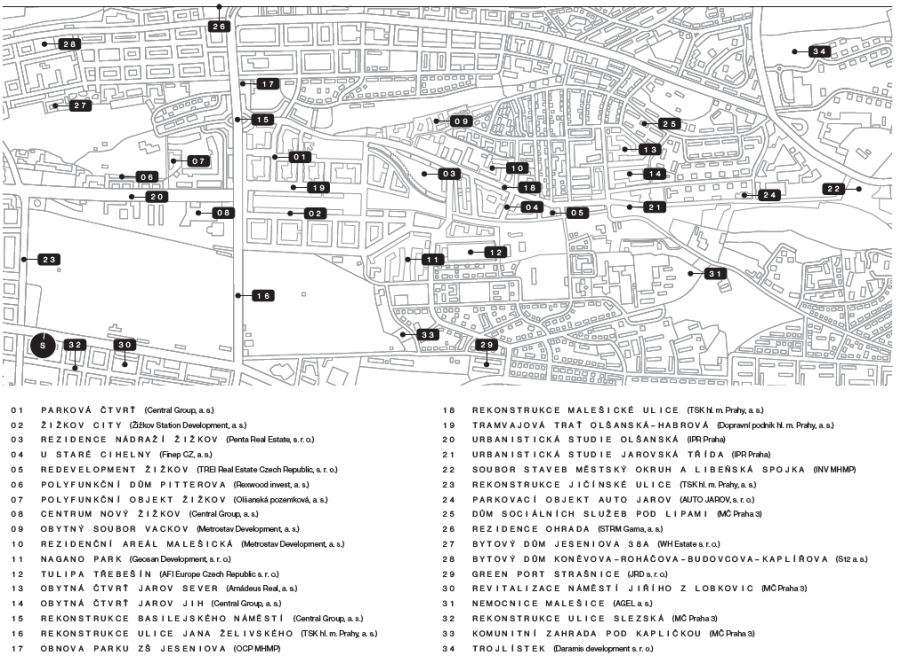 26
28
34
17
27
15
09
25
01
07
13
10
03
06
14
19
18
22
20
24
04
21
08
02
05
12
11
23
31
16
33
S
32
30
29
01 PARKOVÁ ČTVRŤ (Central Group, a. s.)
02 ŽIŽKOV CITY (Žižkov Station Development, a. s.)
03 REZIDENCE NÁDRAŽÍ ŽIŽKOV (Penta Real Estate, s. r. o.)
04 U STARÉ CIHELNY (Finep CZ, a. s.)
05 REDEVELOPMENT ŽIŽKOV (TREI Real Estate Czech Republic, s. r. o.)
06 POLYFUNKČNÍ DŮM PITTEROVA (Rexwood invest, a. s.)
07 POLYFUNKČNÍ OBJEKT ŽIŽKOV (Olšanská pozemková, a. s.)
08 CENTRUM NOVÝ ŽIŽKOV (Central Group, a. s.)
09 OBYTNÝ SOUBOR VACKOV (Metrostav Development, a. s.)
10 REZIDENČNÍ AREÁL MALEŠICKÁ (Metrostav Development, a. s.)
11 NAGANO PARK (Geosan Development, s. r. o.)
12 TULIPA TŘEBEŠÍN (AFI Europe Czech Republic s. r. o.)
13 OBYTNÁ ČTVRŤ JAROV SEVER (Amádeus Real, a. s.)
14 OBYTNÁ ČTVRŤ JAROV JIH (Central Group, a. s.)
15 REKONSTRUKCE BASILEJSKÉHO NÁMĚSTÍ (Central Group, a. s.)
16 REKONSTRUKCE ULICE JANA ŽELIVSKÉHO (TSK hl. m. Prahy, a. s.)
17 OBNOVA PARKU ZŠ JESENIOVA (OCP MHMP)
18 REKONSTRUKCE MALEŠICKÉ ULICE (TSK hl. m. Prahy, a. s.)
19 TRAMVAJOVÁ TRAŤ OLŠANSKÁ–HABROVÁ (Dopravní podnik hl. m. Prahy, a. s.)
20 URBANISTICKÁ STUDIE OLŠANSKÁ (IPR Praha)
21 URBANISTICKÁ STUDIE JAROVSKÁ TŘÍDA (IPR Praha)
22 SOUBOR STAVEB MĚSTSKÝ OKRUH A LIBEŇSKÁ SPOJKA (INV MHMP)
23 REKONSTRUKCE JIČÍNSKÉ ULICE (TSK hl. m. Prahy, a. s.)
24 PARKOVACÍ OBJEKT AUTO JAROV (AUTO JAROV, s. r. o.)
25 DŮM SOCIÁLNÍCH SLUŽEB POD LIPAMI (MČ Praha 3)
26 REZIDENCE OHRADA (STRM Gama, a. s.)
27 BYTOVÝ DŮM JESENIOVA 38A (WH Estate s. r. o.)
28 BYTOVÝ DŮM KONĚVOVA–ROHÁČOVA–BUDOVCOVA–KAPLÍŘOVA (S12 a. s.)
29 GREEN PORT STRAŠNICE (JRD s. r. o.)
30 REVITALIZACE NÁMĚSTÍ JIŘÍHO Z LOBKOVIC (MČ Praha 3)
31 NEMOCNICE MALEŠICE (AGEL a. s.)
32 REKONSTRUKCE ULICE SLEZSKÁ (MČ Praha 3)
33 KOMUNITNÍ ZAHRADA POD KAPLIČKOU (MČ Praha 3)
34 TROJLÍSTEK (Daramis development s. r. o.)